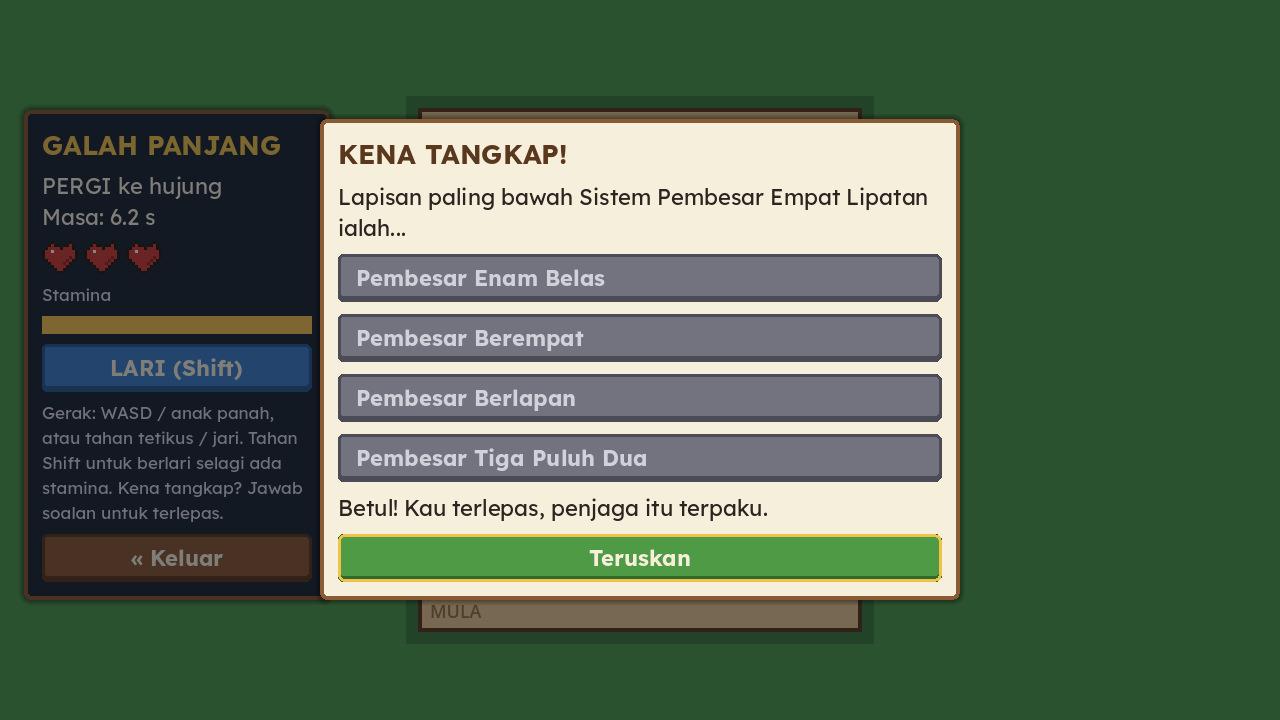 GALAH PANJANG
PERGI ke hujung
Masa: 6.2 s
Stamina
LARI (Shift)
Gerak: WASD / anak panah,
atau tahan tetikus / jari. Tahan
Shift untuk berlari selagi ada
stamina. Kena tangkap? Jawab
soalan untuk terlepas.
« Keluar
KENA TANGKAP!
Lapisan paling bawah Sistem Pembesar Empat Lipatan
ialah...
Pembesar Enam Belas
Pembesar Berempat
Pembesar Berlapan
Pembesar Tiga Puluh Dua
Betul! Kau terlepas, penjaga itu terpaku.
Teruskan
MULA